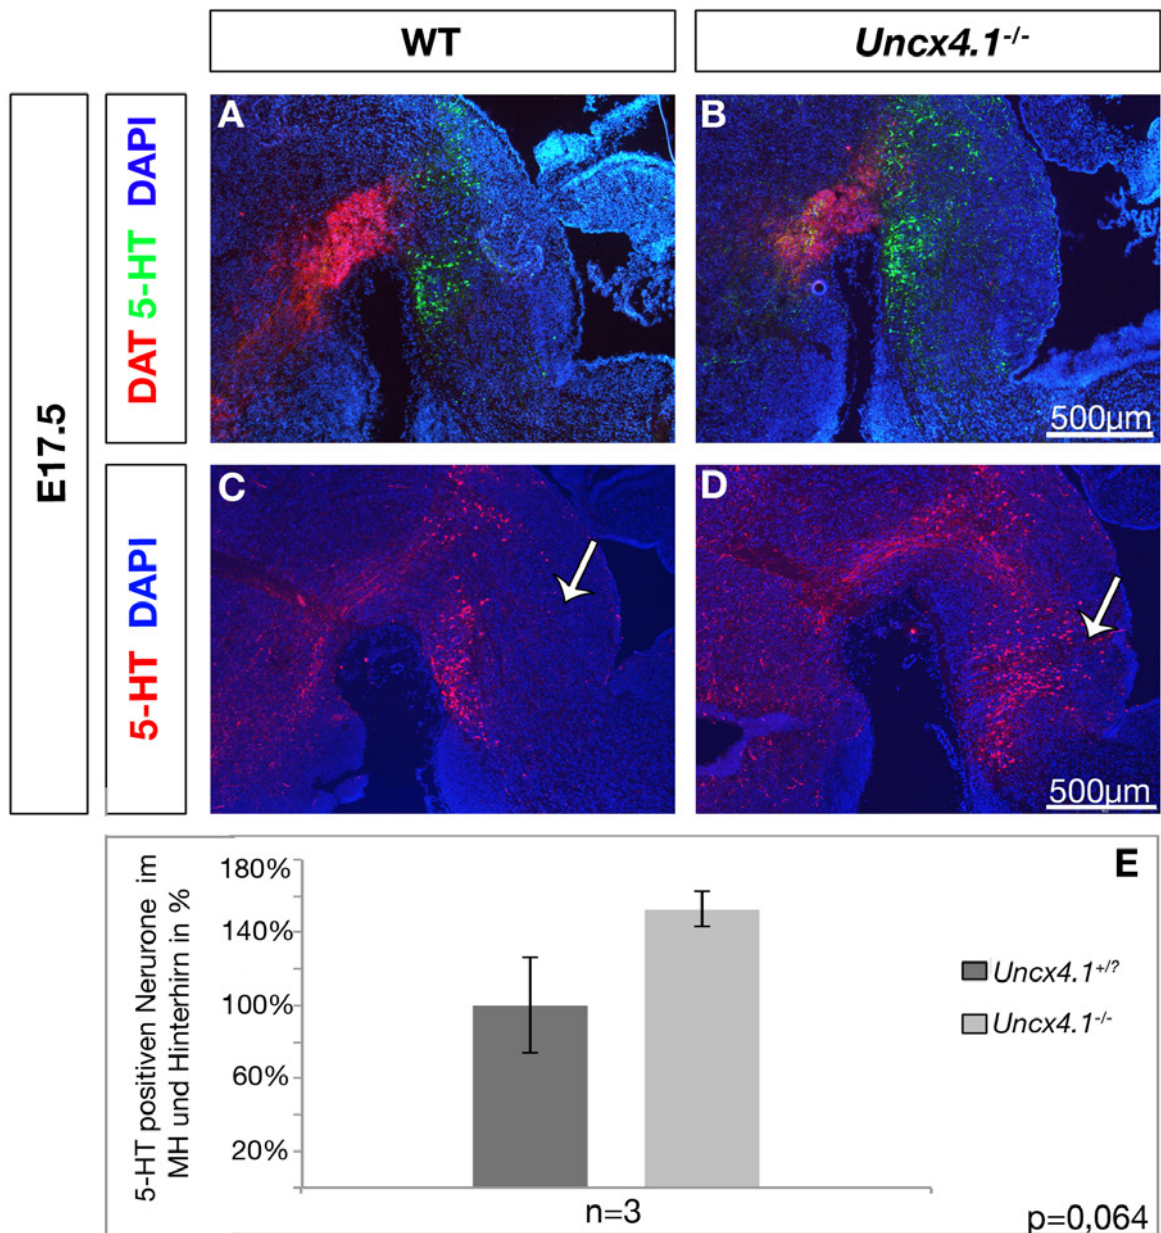 WT
Uncx4.1-/-
E17.5
DAT 5-HT DAPI
A
B
500µm
5-HT DAPI
C
D
500µm
E
5-HT positiven Nerurone im
MH und Hinterhirn in %
180%
140%
100%
60%
20%
Uncx4.1+/?
Uncx4.1-/-
n=3
p=0,064